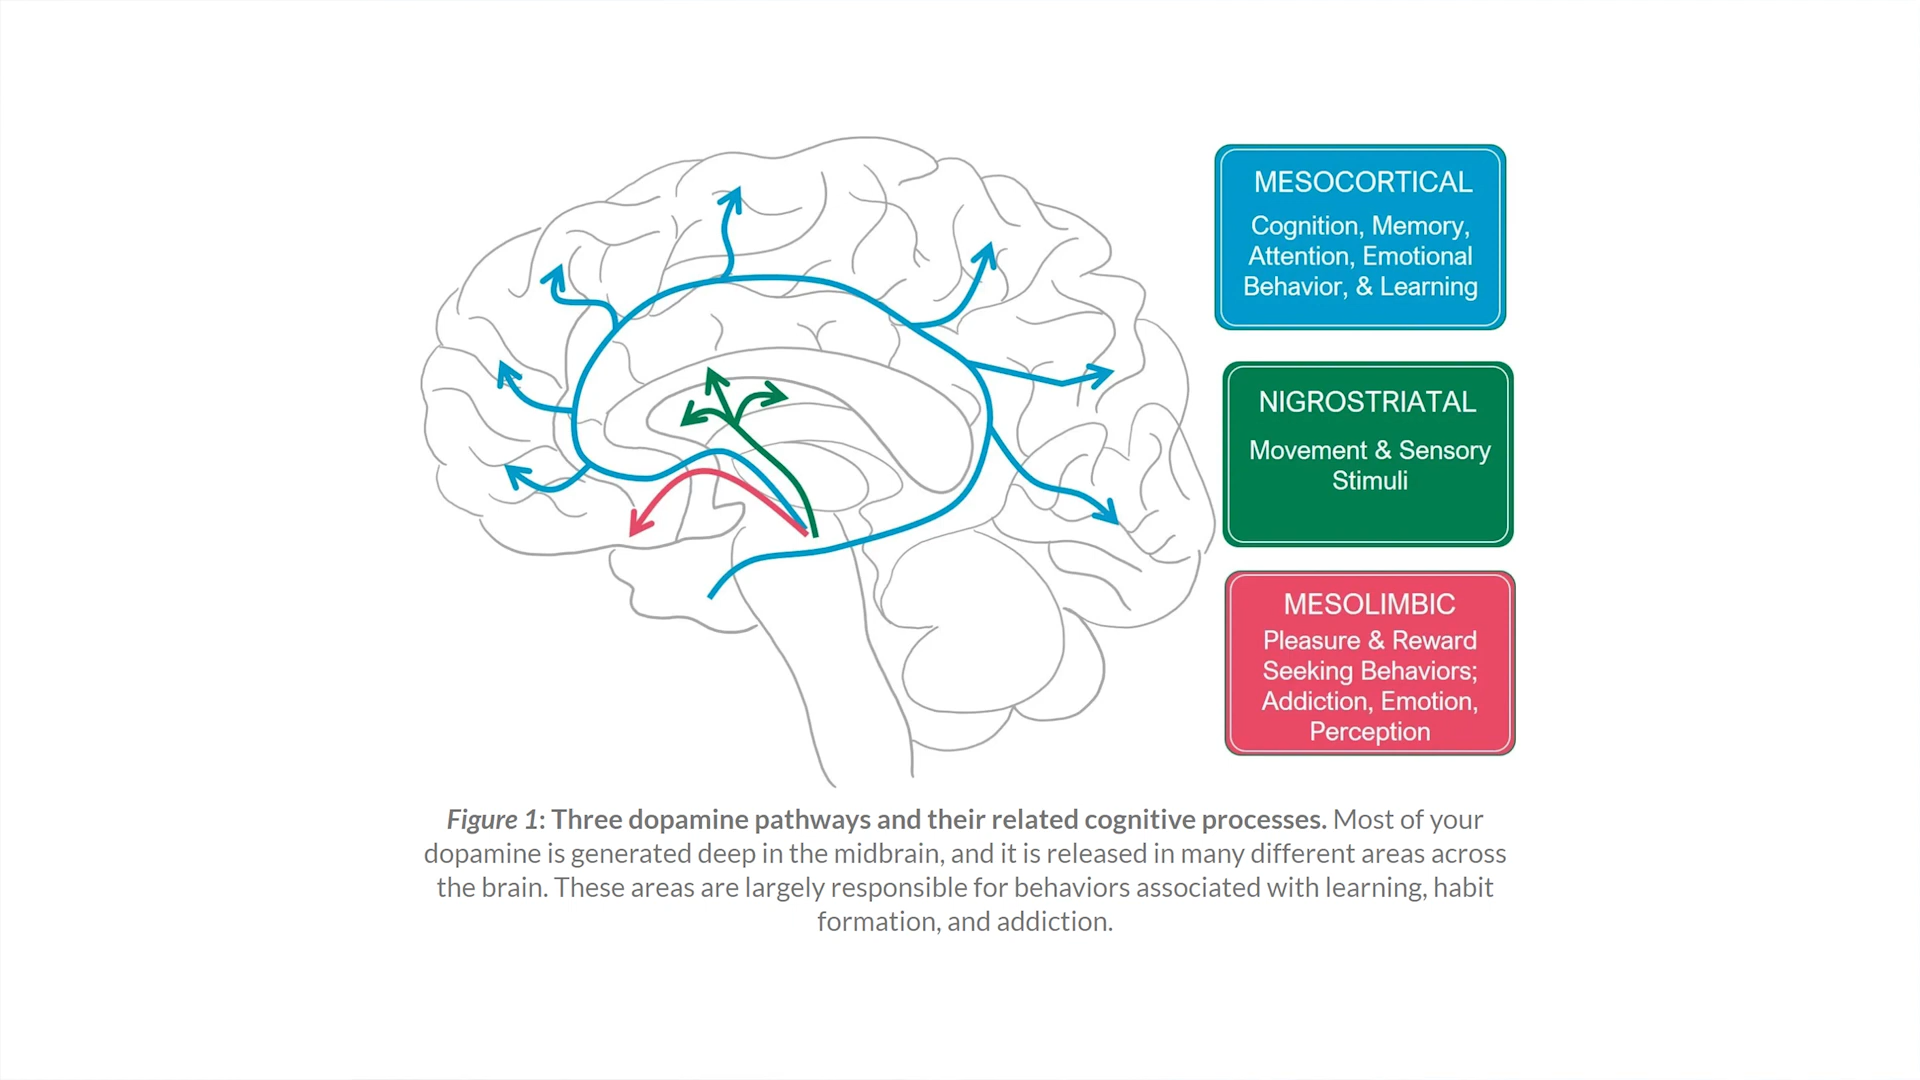 MESOCORTICAL
Cognition, Memory,
Attention, Emotional
Behavior, & Learning
NIGROSTRIATAL
Movement & Sensory
Stimuli
MESOLIMBIC
Pleasure & Reward
Seeking Behaviors;
Addiction, Emotion,
Perception
Figure 1: Three dopamine pathways and their related cognitive processes. Most of your
dopamine is generated deep in the midbrain, and it is released in many different areas across
the brain. These areas are largely responsible for behaviors associated with learning, habit
formation, and addiction.